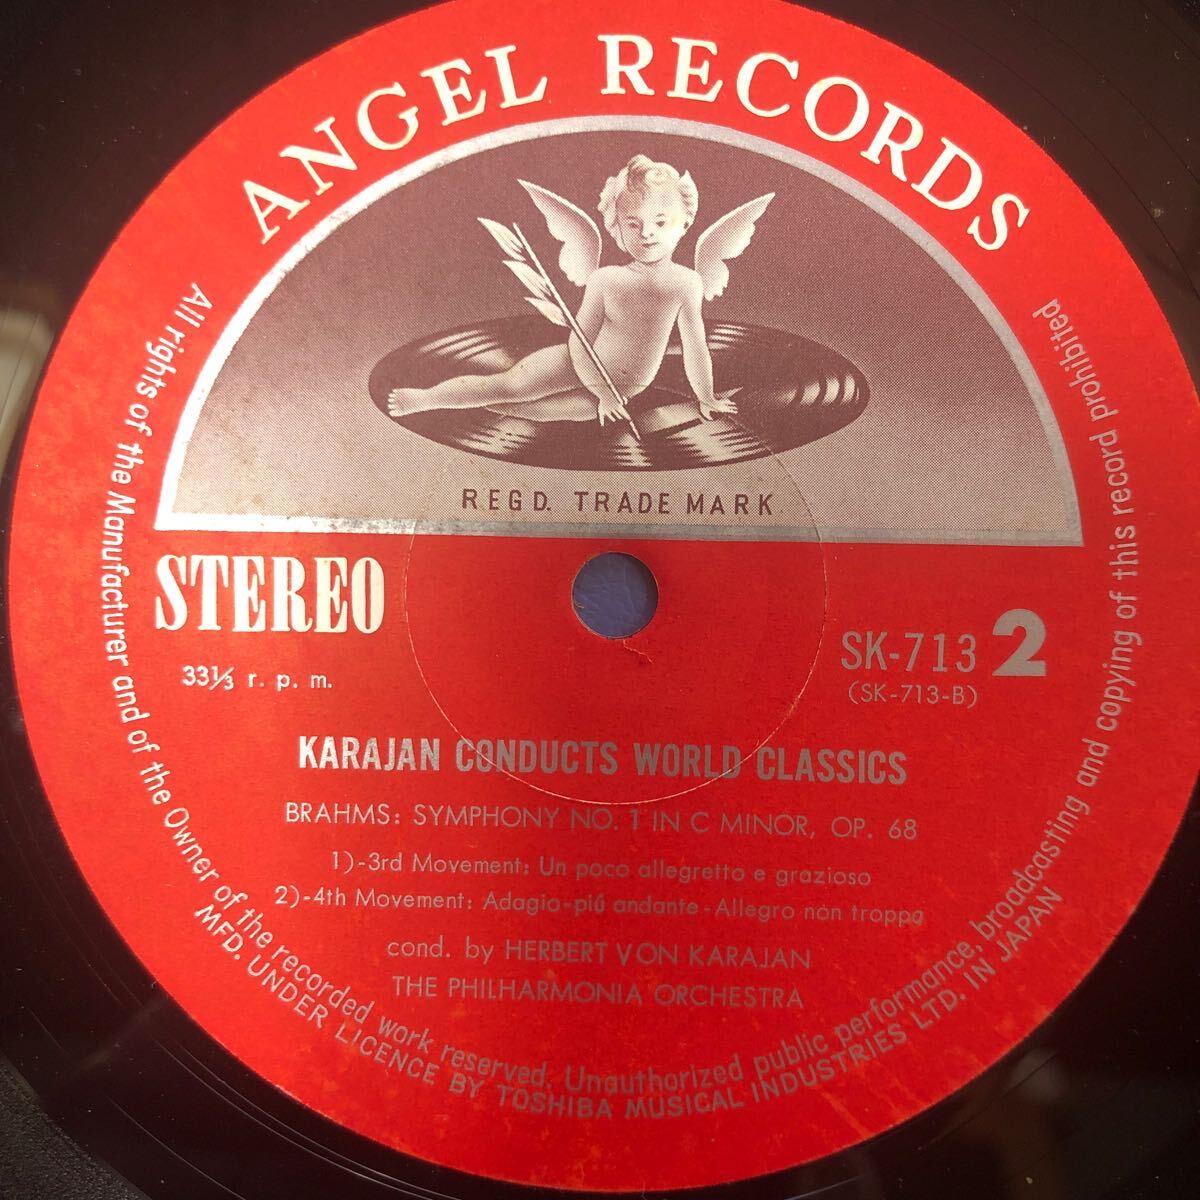 ANGEL RECORDS
REGD. TRADE MARK
STEREO
33⅓ r. p. m.
SK-713 2
(SK-713-B)
KARAJAN CONDUCTS WORLD CLASSICS
BRAHMS: SYMPHONY NO. 1 IN C MINOR, OP. 68
1)-3rd Movement: Un poco allegretto e grazioso
2)-4th Movement: Adagio-piú andante-Allegro non troppo
cond. by HERBERT VON KARAJAN
THE PHILHARMONIA ORCHESTRA
All rights of the Manufacturer and of the Owner of the recorded work reserved. Unauthorized public performance, broadcasting and copying of this record prohibited
MFD. UNDER LICENCE BY TOSHIBA MUSICAL INDUSTRIES LTD. IN JAPAN